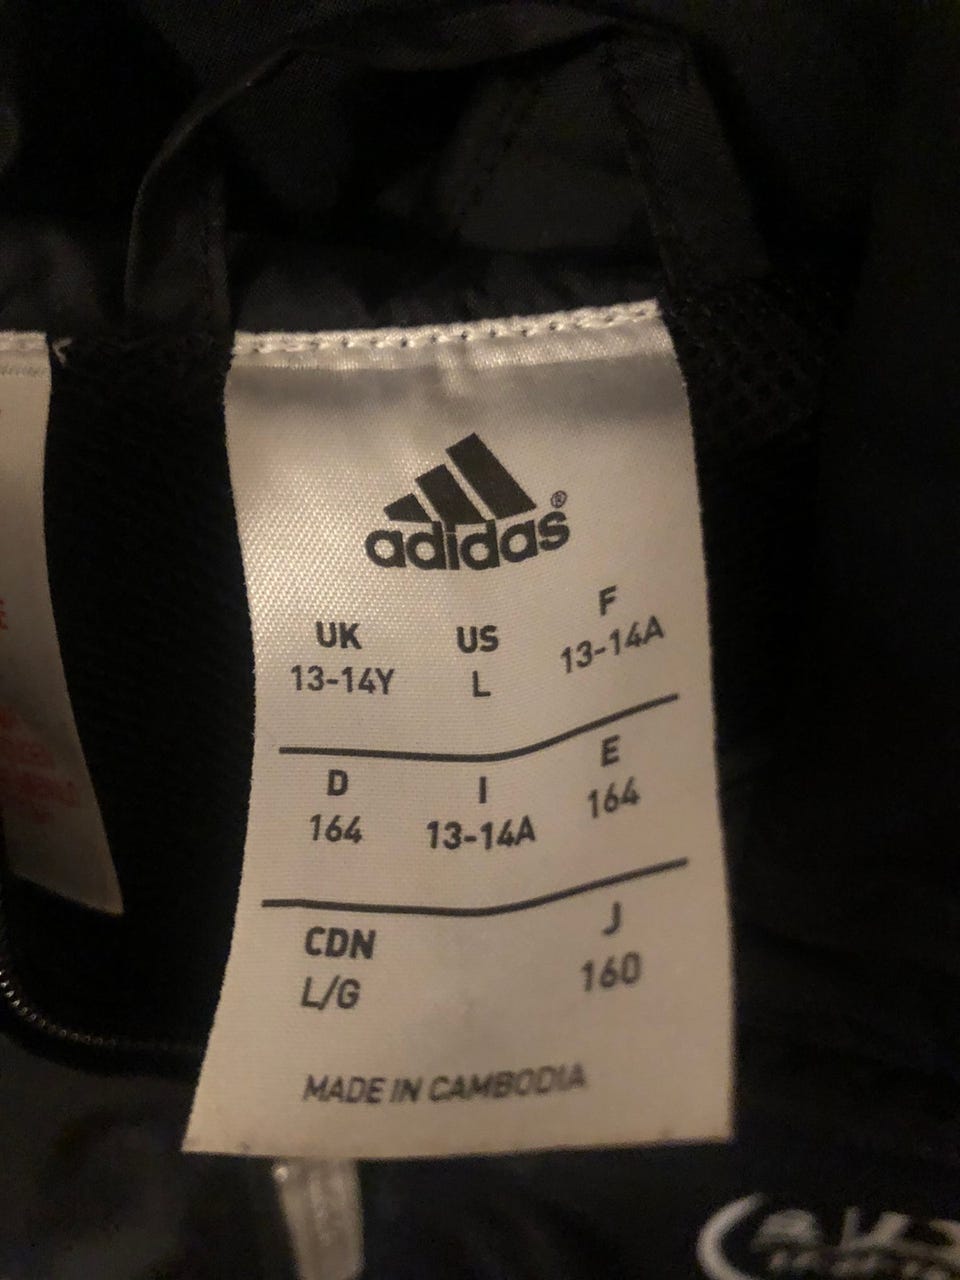 adidas®
UK US F
13-14Y L 13-14A
D I E
164 13-14A 164
CDN J
L/G 160
MADE IN CAMBODIA